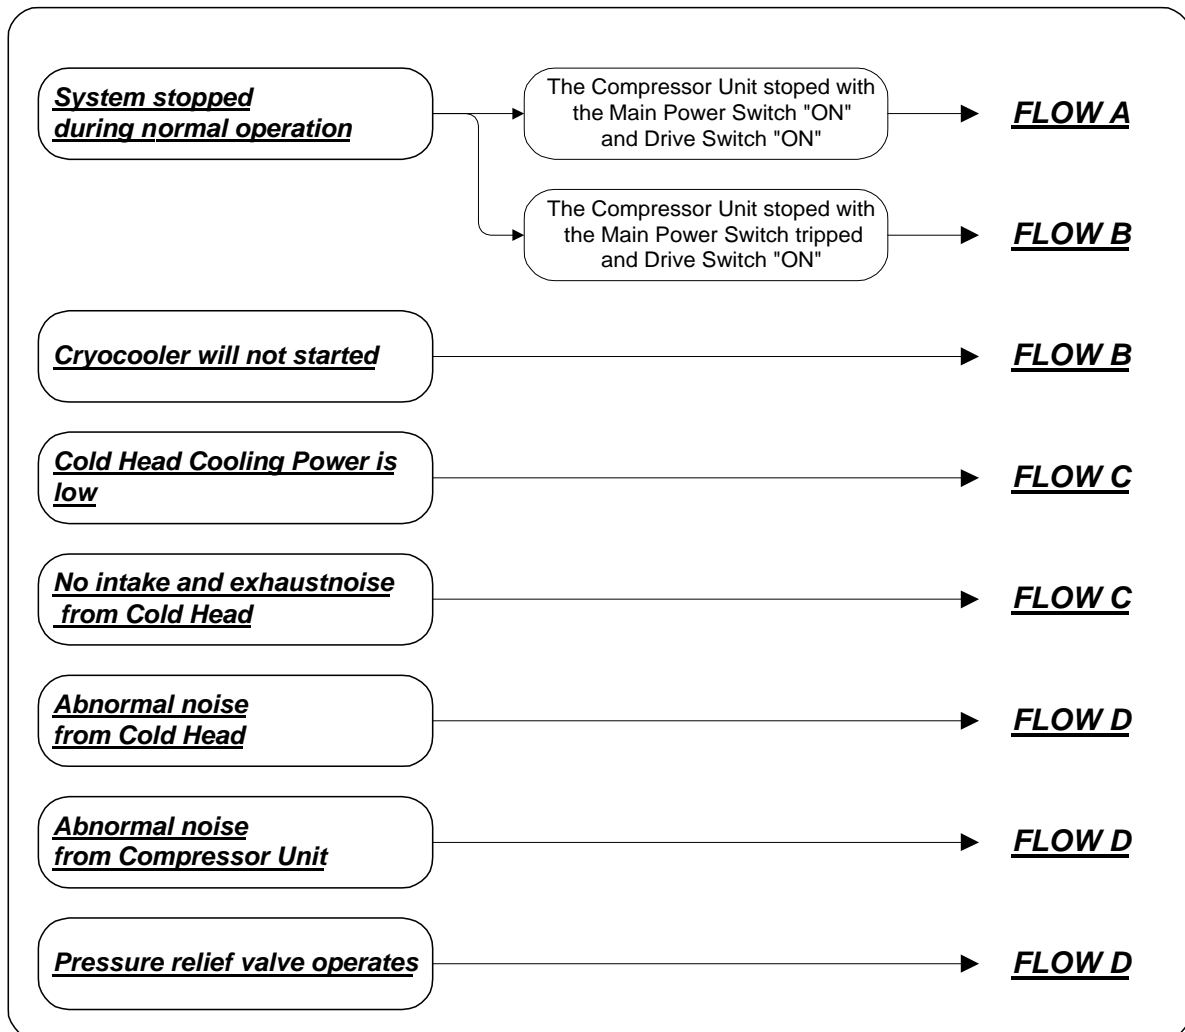 System stopped
during normal operation
The Compressor Unit stoped with
the Main Power Switch "ON"
and Drive Switch "ON"
FLOW A
The Compressor Unit stoped with
the Main Power Switch tripped
and Drive Switch "ON"
FLOW B
Cryocooler will not started
FLOW B
Cold Head Cooling Power is
low
FLOW C
No intake and exhaustnoise
from Cold Head
FLOW C
Abnormal noise
from Cold Head
FLOW D
Abnormal noise
from Compressor Unit
FLOW D
Pressure relief valve operates
FLOW D